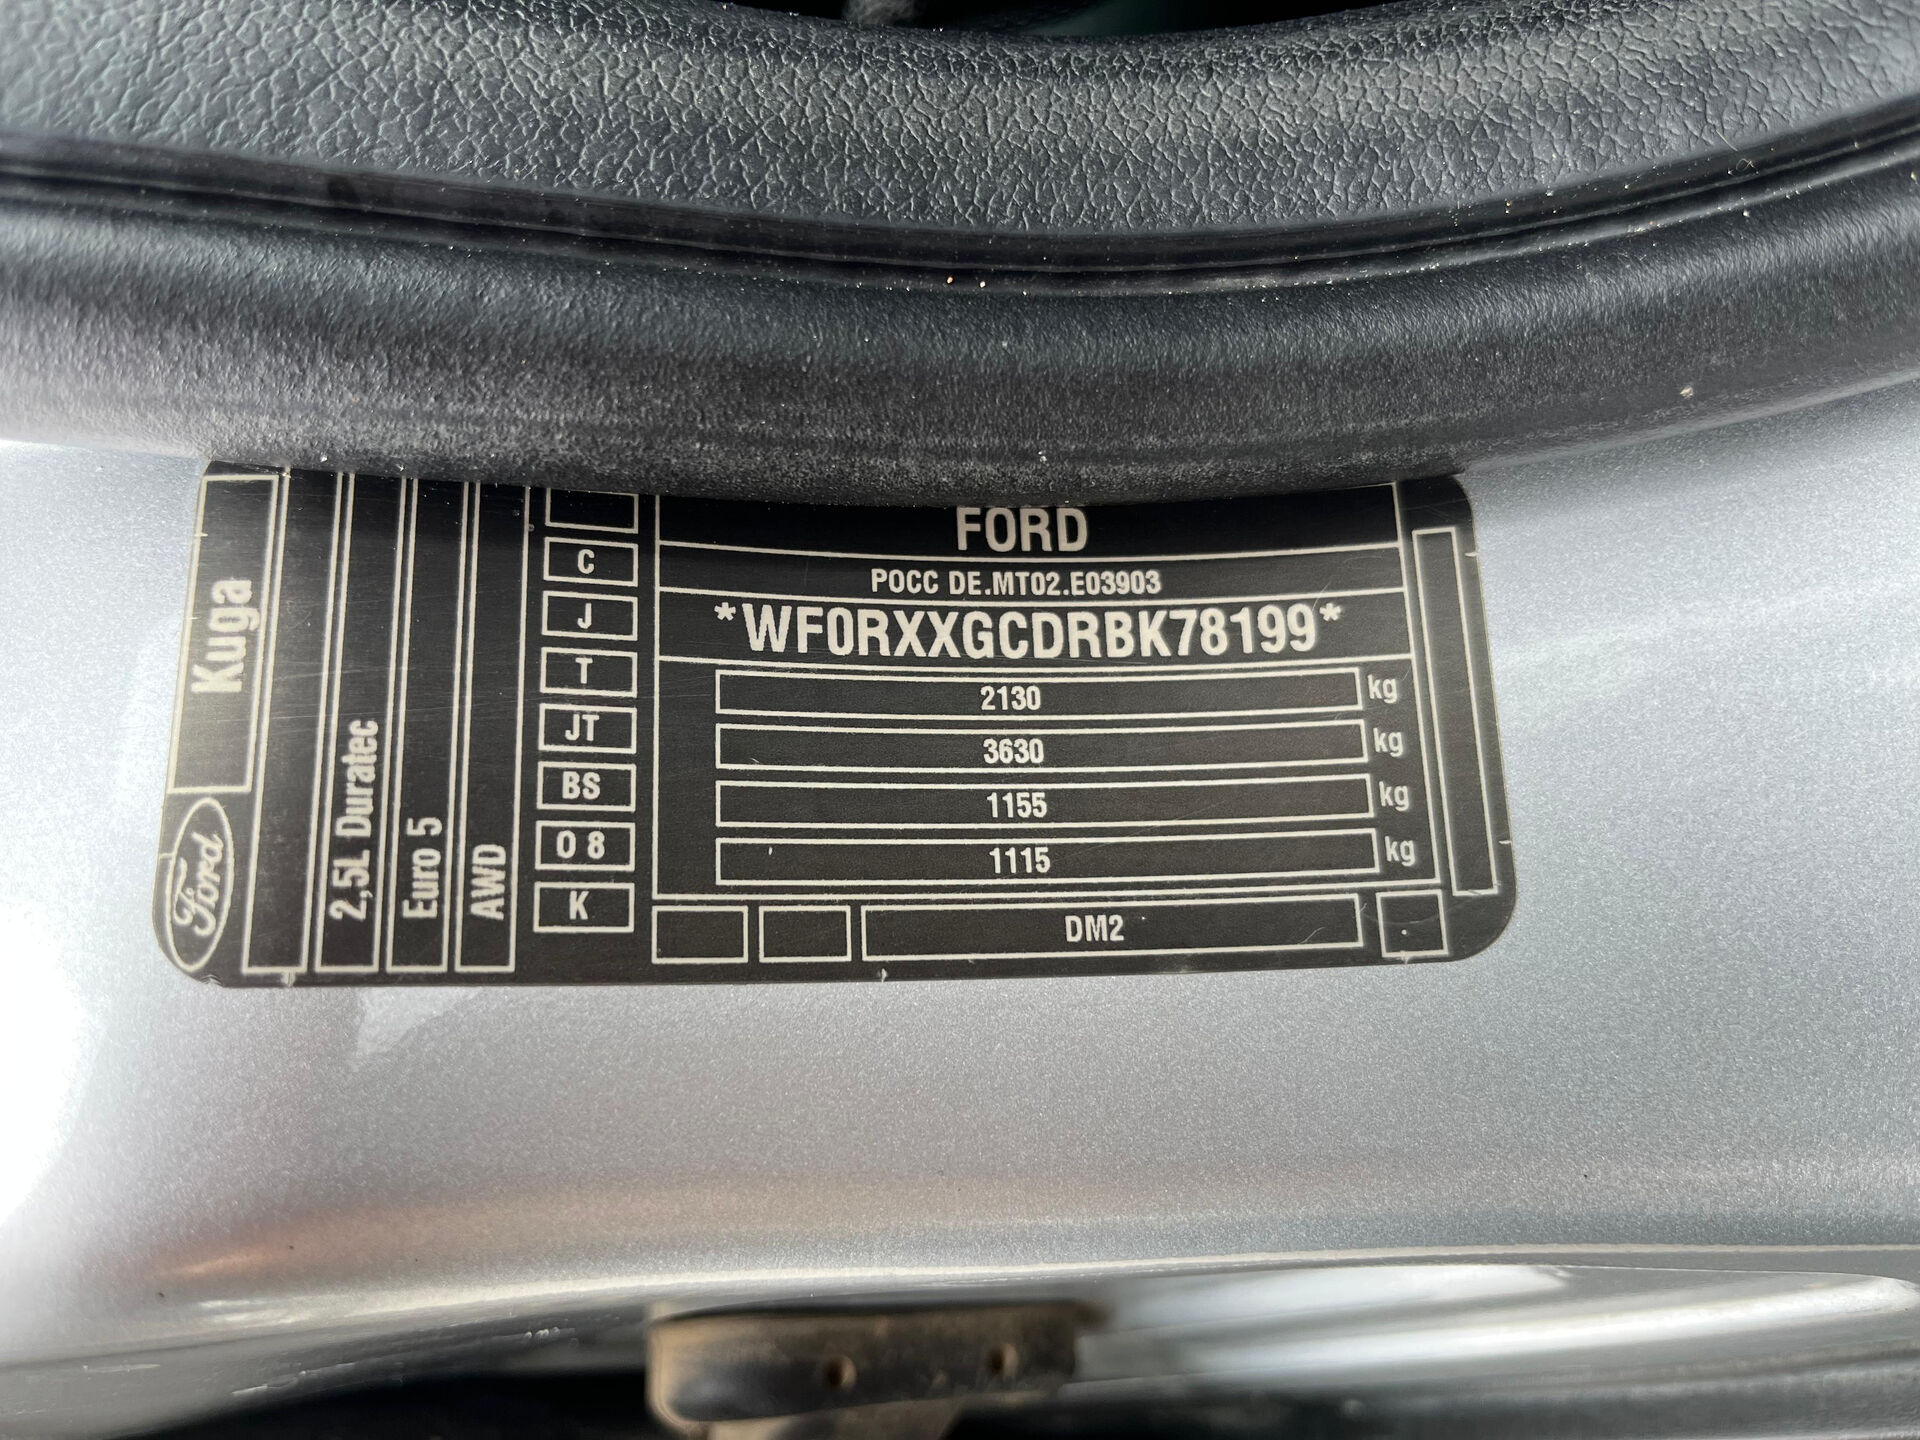 Ford
Kuga
2,5L Duratec
Euro 5
AWD
C
J
T
JT
BS
0 8
K
FORD
POCC DE.MT02.E03903
*WF0RXXGCDRBK78199*
2130 kg
3630 kg
1155 kg
1115 kg
DM2